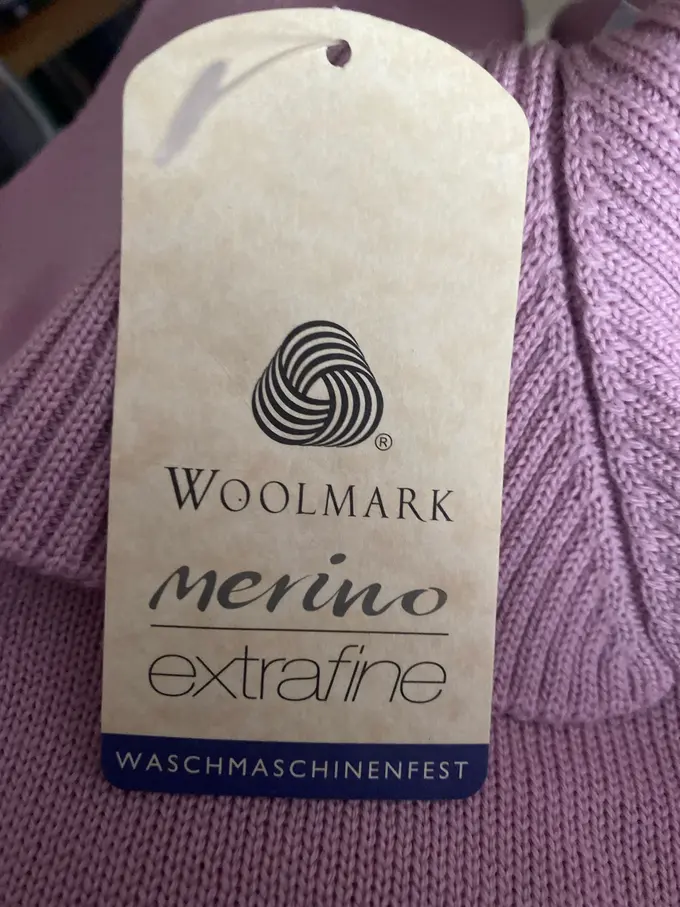 ®
WOOLMARK
merino
extrafine
WASCHMASCHINENFEST